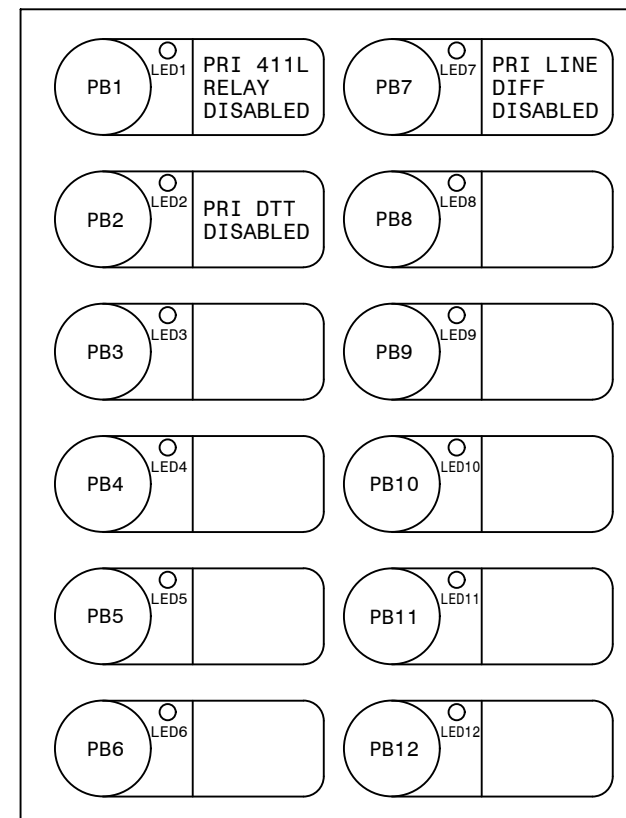 PB1
LED1
PRI 411L
RELAY
DISABLED
PB7
LED7
PRI LINE
DIFF
DISABLED
PB2
LED2
PRI DTT
DISABLED
PB8
LED8
PB3
LED3
PB9
LED9
PB4
LED4
PB10
LED10
PB5
LED5
PB11
LED11
PB6
LED6
PB12
LED12